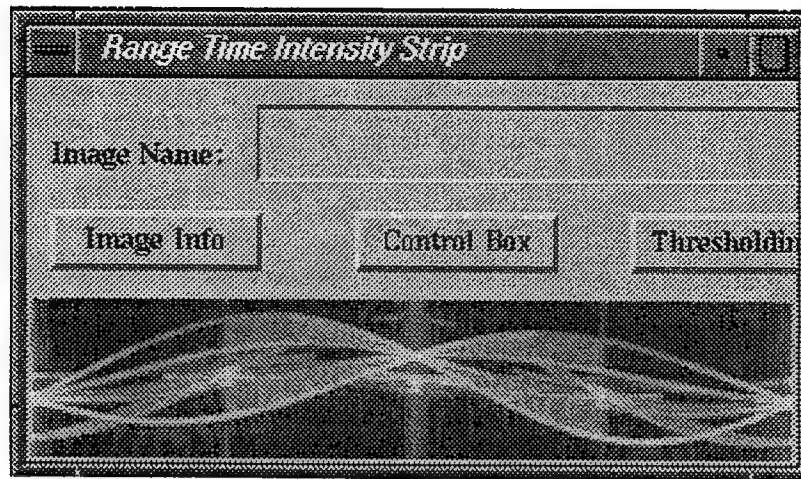 Range Time Intensity Strip
Image Name:
Image Info Control Box Thresholdin